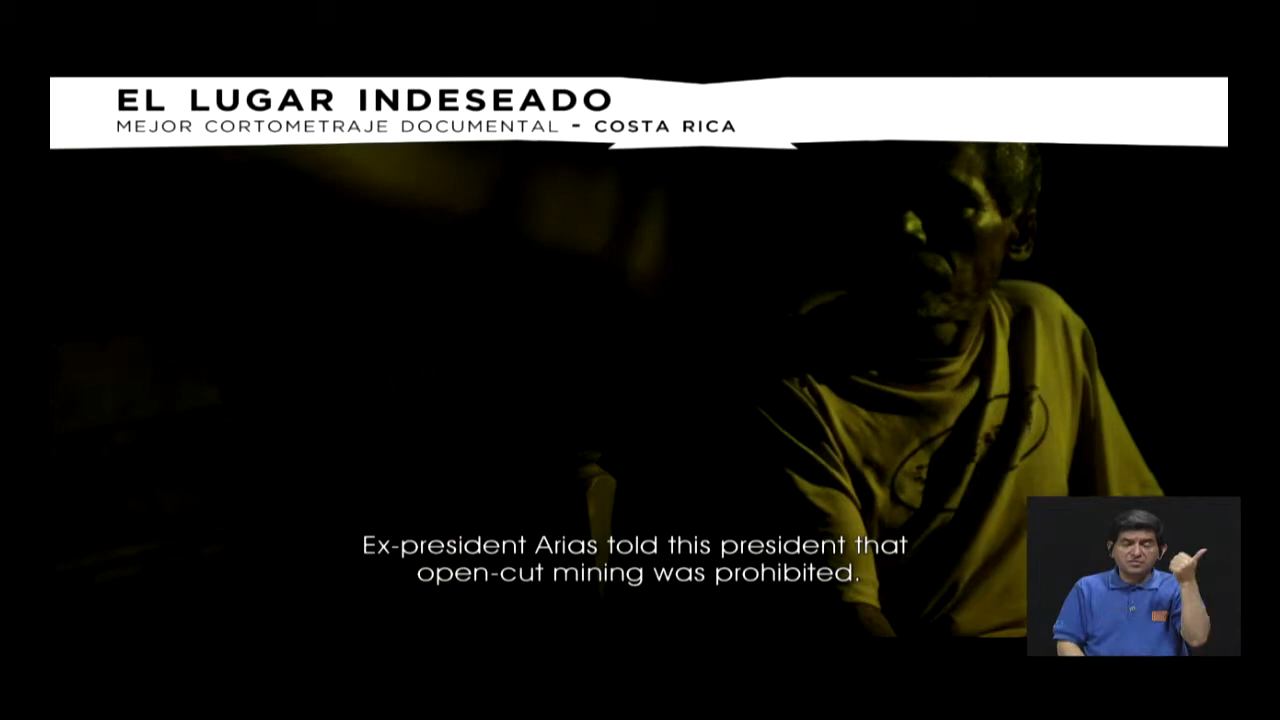 EL LUGAR INDESEADO
MEJOR CORTOMETRAJE DOCUMENTAL - COSTA RICA
Ex-president Arias told this president that
open-cut mining was prohibited.